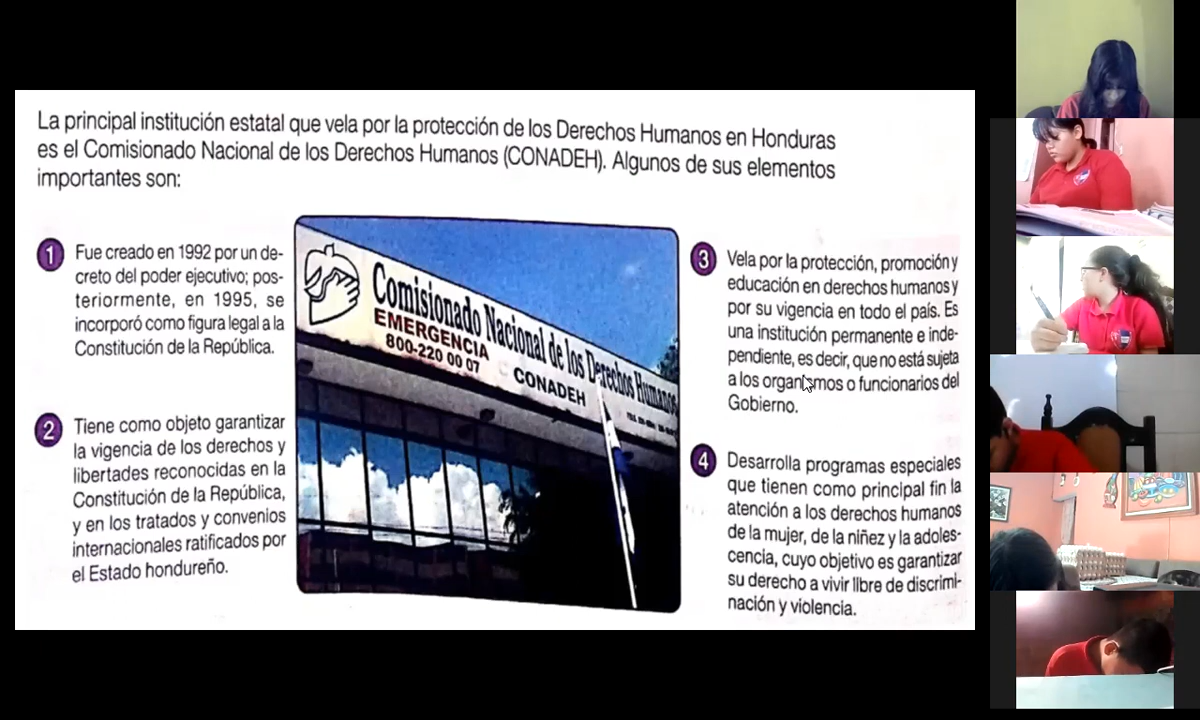 La principal institución estatal que vela por la protección de los Derechos Humanos en Honduras
es el Comisionado Nacional de los Derechos Humanos (CONADEH). Algunos de sus elementos
importantes son:
1
Fue creado en 1992 por un de-
creto del poder ejecutivo; pos-
teriormente, en 1995, se
incorporó como figura legal a la
Constitución de la República.
2
Tiene como objeto garantizar
la vigencia de los derechos y
libertades reconocidas en la
Constitución de la República,
y en los tratados y convenios
internacionales ratificados por
el Estado hondureño.
Comisionado Nacional de los Derechos Humanos
EMERGENCIA
800-220 00 07
CONADEH
3
Vela por la protección, promoción y
educación en derechos humanos y
por su vigencia en todo el país. Es
una institución permanente e inde-
pendiente, es decir, que no está sujeta
a los organismos o funcionarios del
Gobierno.
4
Desarrolla programas especiales
que tienen como principal fin la
atención a los derechos humanos
de la mujer, de la niñez y la adoles-
cencia, cuyo objetivo es garantizar
su derecho a vivir libre de discrimi-
nación y violencia.